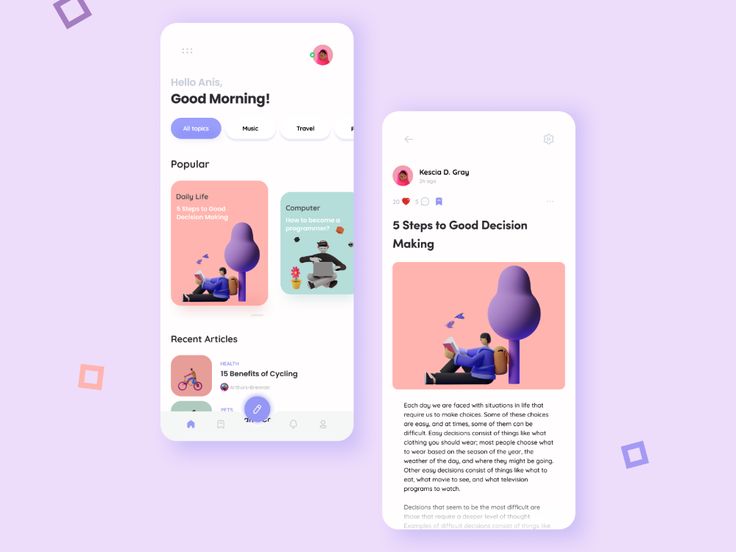 Hello Anis,
Good Morning!
All topics
Music
Travel
Popular
Daily Life
5 Steps to Good
Decision Making
Computer
How to become a
programmer?
Recent Articles
HEALTH
15 Benefits of Cycling
PETS
Kescia D. Gray
2h ago
20
5
5 Steps to Good Decision
Making
Each day we are faced with situations in life that
require us to make choices. Some of these choices
are easy, and at times, some of them can be
difficult. Easy decisions consist of things like what
clothing you should wear; most people choose what
to wear based on the season of the year, the
weather of the day, and where they might be going.
Other easy decisions consist of things like what to
eat, what movie to see, and what television
programs to watch.
Decisions that seem to be the most difficult are
those that require a deeper level of thought.
Examples of difficult decisions consist of things like